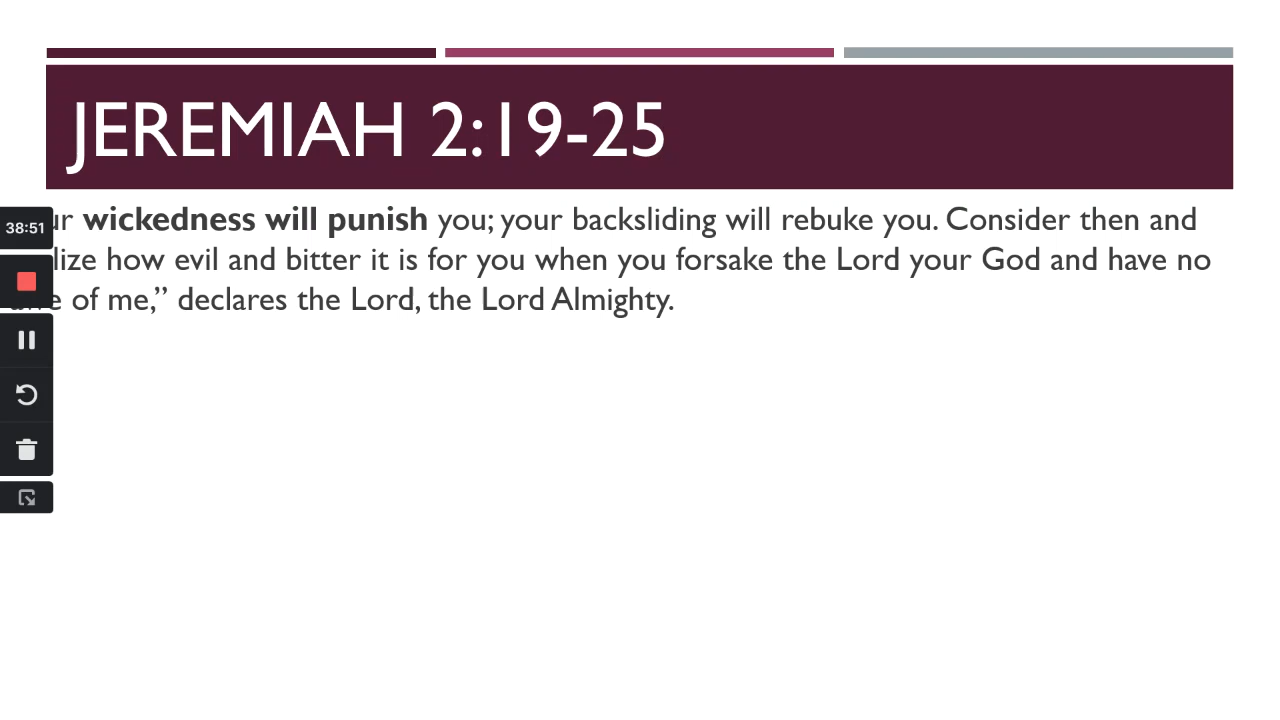 JEREMIAH 2:19-25
wickedness will punish you; your backsliding will rebuke you. Consider then and
how evil and bitter it is for you when you forsake the Lord your God and have no
of me,” declares the Lord, the Lord Almighty.
38:51